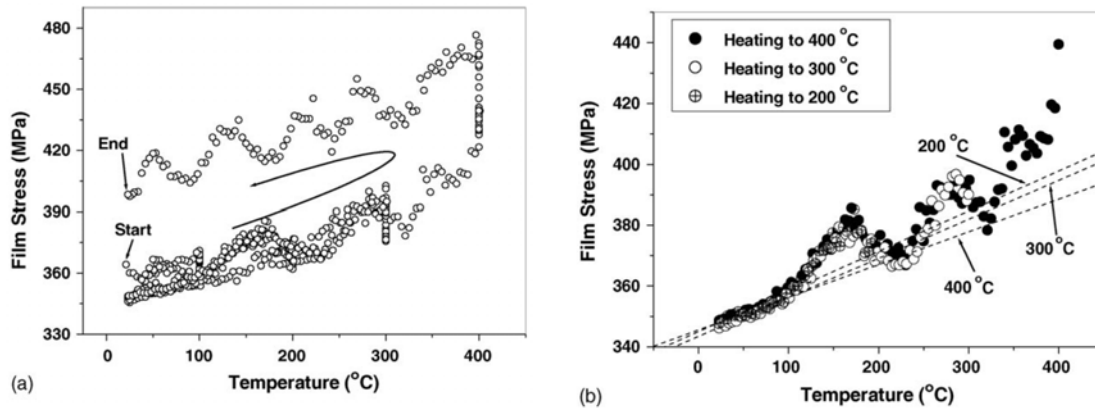 480
450
420
390
360
330
Film Stress (MPa)
End
Start
0
100
200
300
400
Temperature (°C)
(a)
440
420
400
380
360
340
Film Stress (MPa)
Heating to 400 °C
Heating to 300 °C
Heating to 200 °C
200 °C
300 °C
400 °C
0
100
200
300
400
Temperature (°C)
(b)